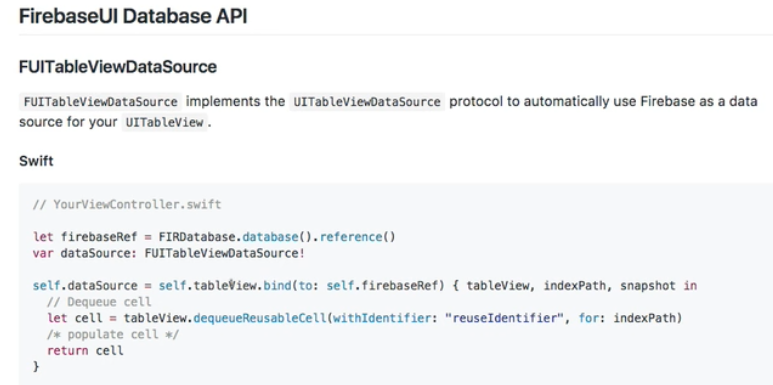 FirebaseUI Database API
FUITableViewDataSource
FUITableViewDataSource implements the UITableViewDataSource protocol to automatically use Firebase as a data
source for your UITableView .
Swift
// YourViewController.swift
let firebaseRef = FIRDatabase.database().reference()
var dataSource: FUITableViewDataSource!
self.dataSource = self.tableView.bind(to: self.firebaseRef) { tableView, indexPath, snapshot in
// Dequeue cell
let cell = tableView.dequeueReusableCell(withIdentifier: "reuseIdentifier", for: indexPath)
/* populate cell */
return cell
}